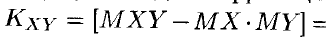 K_{XY} = [MXY − MX · MY] =